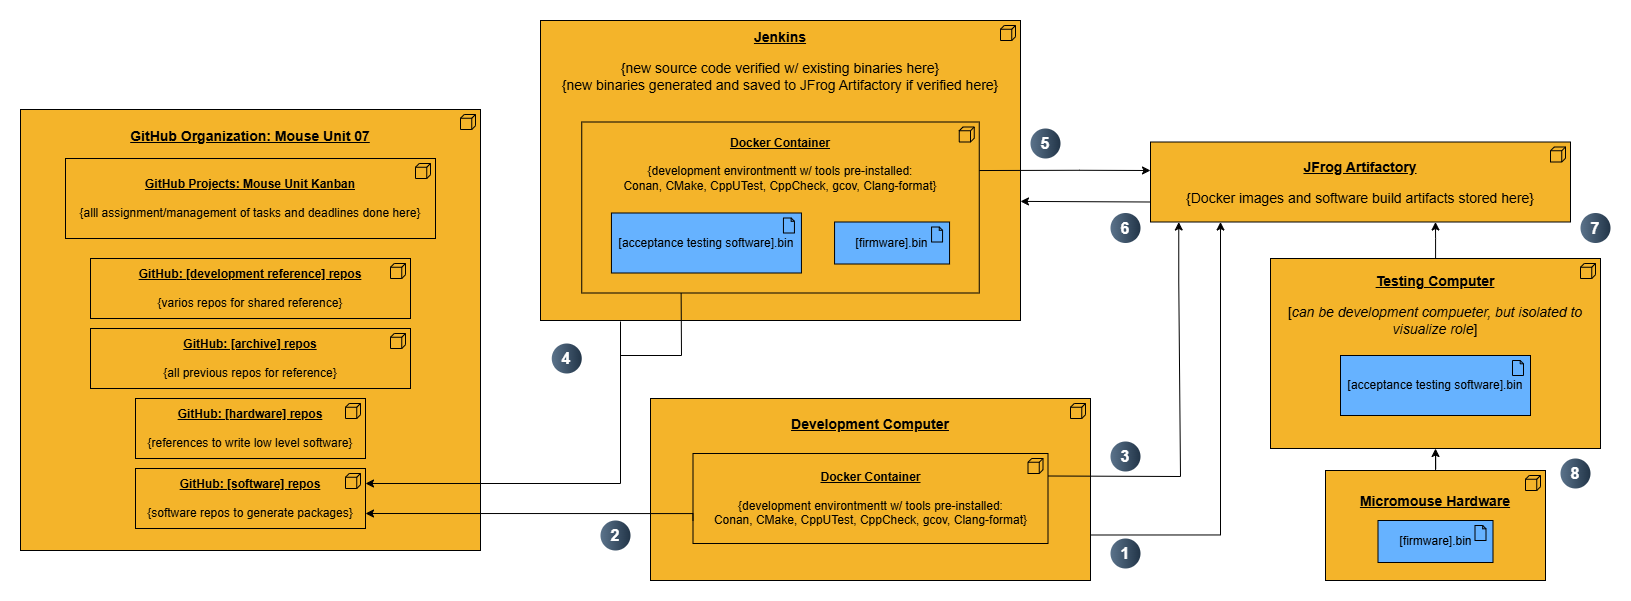 GitHub Organization: Mouse Unit 07
GitHub Projects: Mouse Unit Kanban
{alll assignment/management of tasks and deadlines done here}
GitHub: [development reference] repos
{varios repos for shared reference}
GitHub: [archive] repos
{all previous repos for reference}
GitHub: [hardware] repos
{references to write low level software}
GitHub: [software] repos
{software repos to generate packages}
Jenkins
{new source code verified w/ existing binaries here}
{new binaries generated and saved to JFrog Artifactory if verified here}
Docker Container
{development environtmentt w/ tools pre-installed:
Conan, CMake, CppUTest, CppCheck, gcov, Clang-format}
[acceptance testing software].bin
[firmware].bin
4
5
6
Development Computer
Docker Container
{development environtmentt w/ tools pre-installed:
Conan, CMake, CppUTest, CppCheck, gcov, Clang-format}
2
3
1
JFrog Artifactory
{Docker images and software build artifacts stored here}
7
Testing Computer
[can be development compueter, but isolated to
visualize role]
[acceptance testing software].bin
8
Micromouse Hardware
[firmware].bin